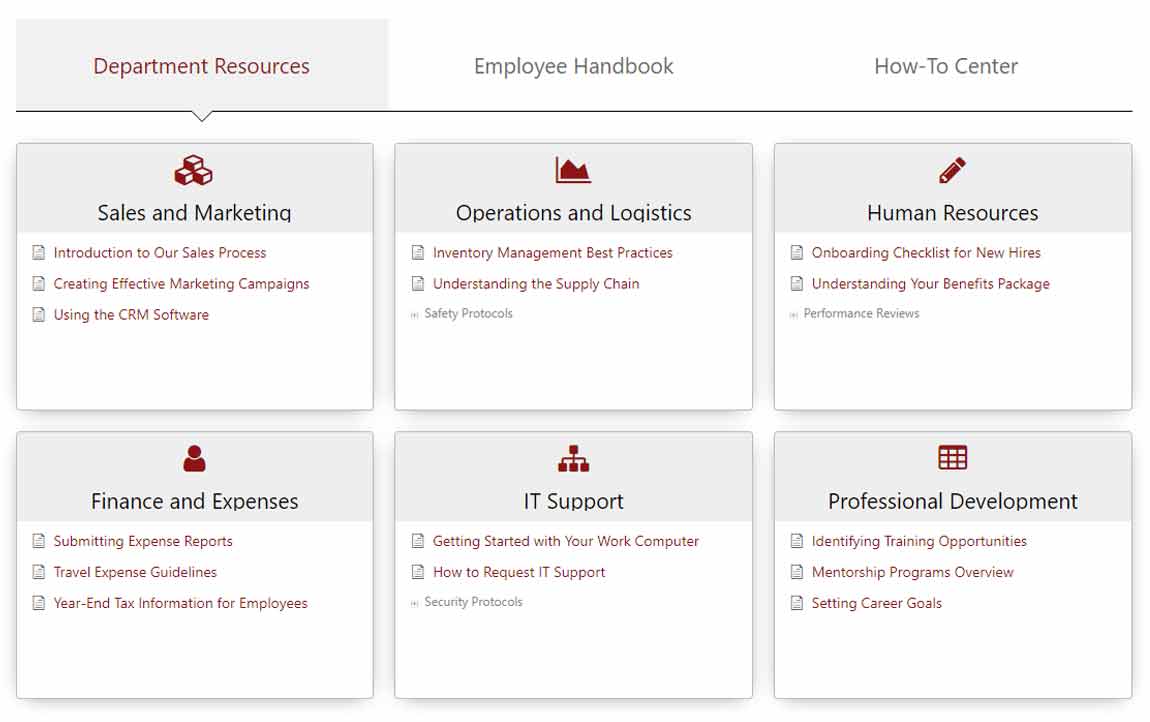 Department Resources
Employee Handbook
How-To Center
Sales and Marketing
Introduction to Our Sales Process
Creating Effective Marketing Campaigns
Using the CRM Software
Operations and Logistics
Inventory Management Best Practices
Understanding the Supply Chain
Safety Protocols
Human Resources
Onboarding Checklist for New Hires
Understanding Your Benefits Package
Performance Reviews
Finance and Expenses
Submitting Expense Reports
Travel Expense Guidelines
Year-End Tax Information for Employees
IT Support
Getting Started with Your Work Computer
How to Request IT Support
Security Protocols
Professional Development
Identifying Training Opportunities
Mentorship Programs Overview
Setting Career Goals